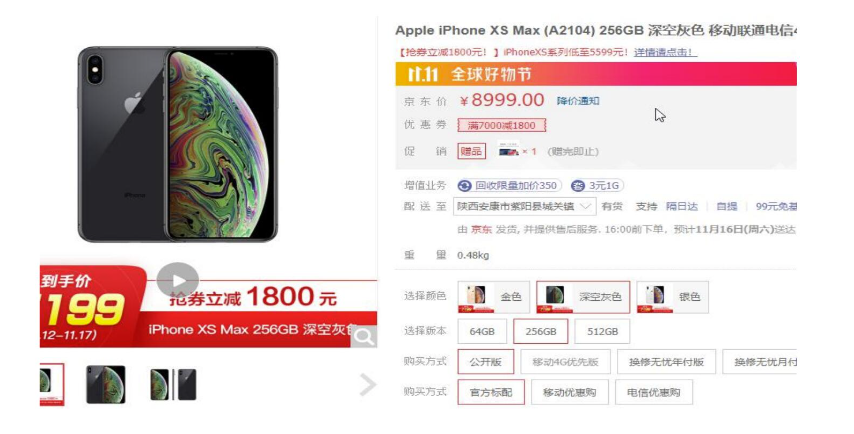 Apple iPhone XS Max (A2104) 256GB 深空灰色 移动联通电信4
【抢券立减1800元！】iPhoneXS系列低至5599元！详情请点击！
11.11 全球好物节
京东价 ￥8999.00 降价通知
优惠券 满7000减1800
促销 赠品 × 1 (赠完即止)
增值业务 回收限量加价350 3元1G
配送至 陕西安康市紫阳县城关镇 有货 支持 隔日达 自提 99元免基
由 京东 发货, 并提供售后服务. 16:00前下单, 预计11月16日(周六)送达
重量 0.48kg
选择颜色 金色 深空灰色 银色
选择版本 64GB 256GB 512GB
购买方式 公开版 移动4G优先版 换修无忧年付版 换修无忧月付
购买方式 官方标配 移动优惠购 电信优惠购
iPhone
到手价
199
12-11.17)
抢券立减1800元
iPhone XS Max 256GB 深空灰